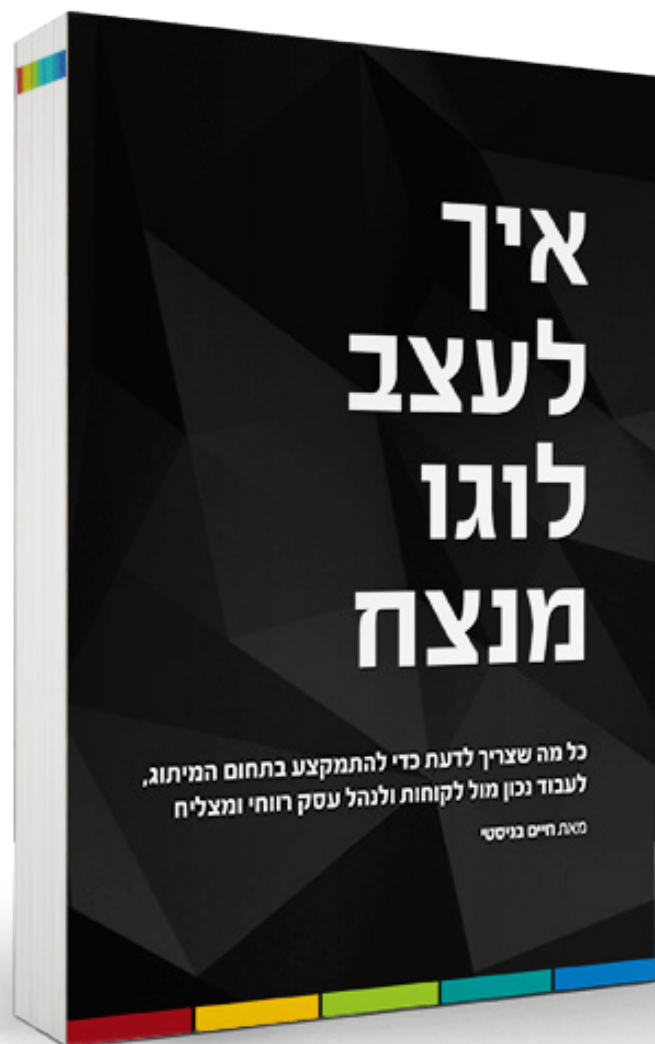 איך
לעצב
לוגו
מנצח
כל מה שצריך לדעת כדי להתמקצע בתחום המיתוג,
לעבוד נכון מול לקוחות ולנהל עסק רווחי ומצליח
מאת חיים בניסטי